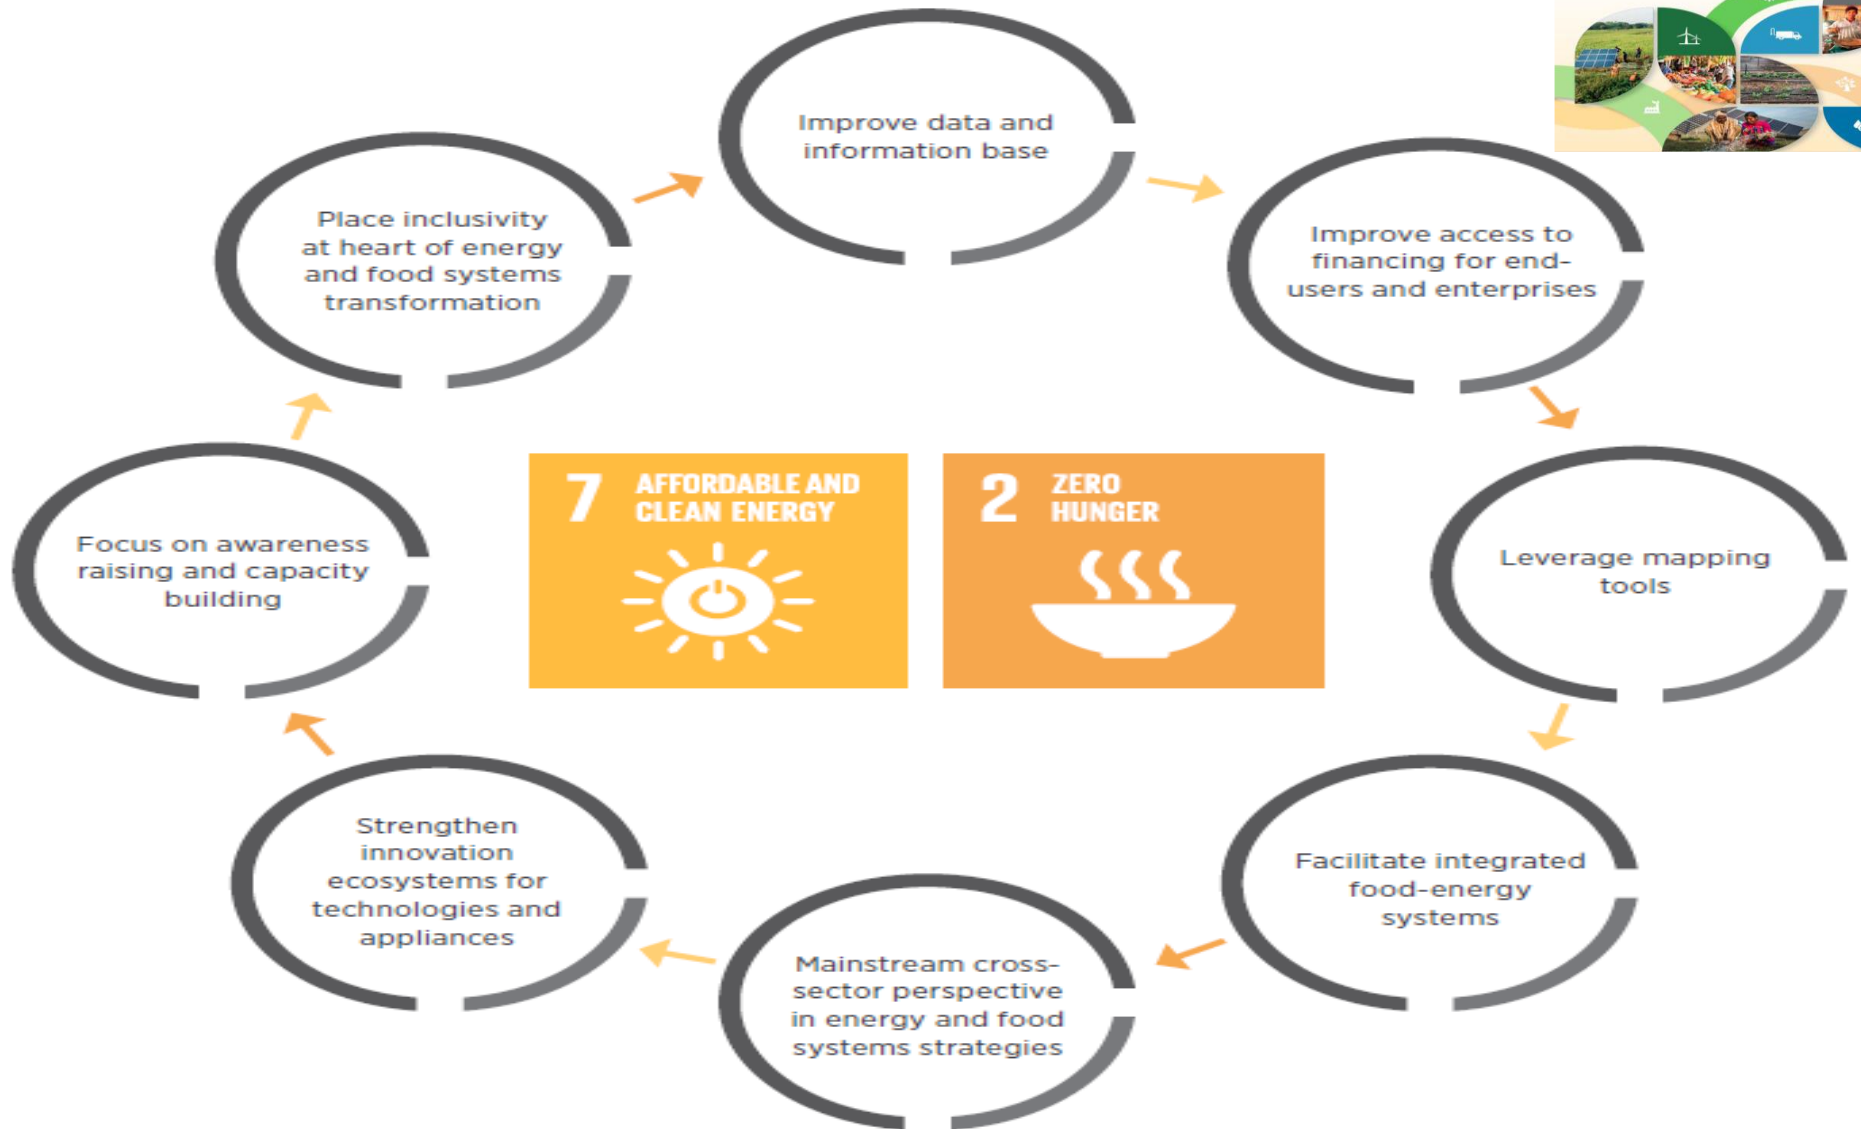 Improve data and
information base
Improve access to
financing for end-
users and enterprises
Leverage mapping
tools
Facilitate integrated
food-energy
systems
Mainstream cross-
sector perspective
in energy and food
systems strategies
Strengthen
innovation
ecosystems for
technologies and
appliances
Focus on awareness
raising and capacity
building
Place inclusivity
at heart of energy
and food systems
transformation
7 AFFORDABLE AND
CLEAN ENERGY
2 ZERO
HUNGER